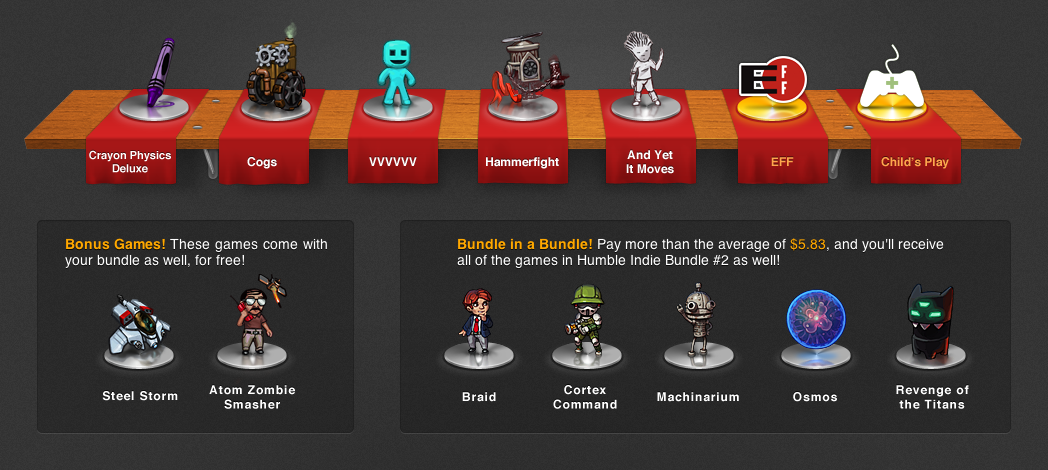 EFF
Crayon Physics
Deluxe
Cogs
VVVVVV
Hammerfight
And Yet
It Moves
EFF
Child's Play
Bonus Games! These games come with
your bundle as well, for free!
Bundle in a Bundle! Pay more than the average of $5.83, and you'll receive
all of the games in Humble Indie Bundle #2 as well!
Steel Storm
Atom Zombie
Smasher
Braid
Cortex
Command
Machinarium
Osmos
Revenge of
the Titans